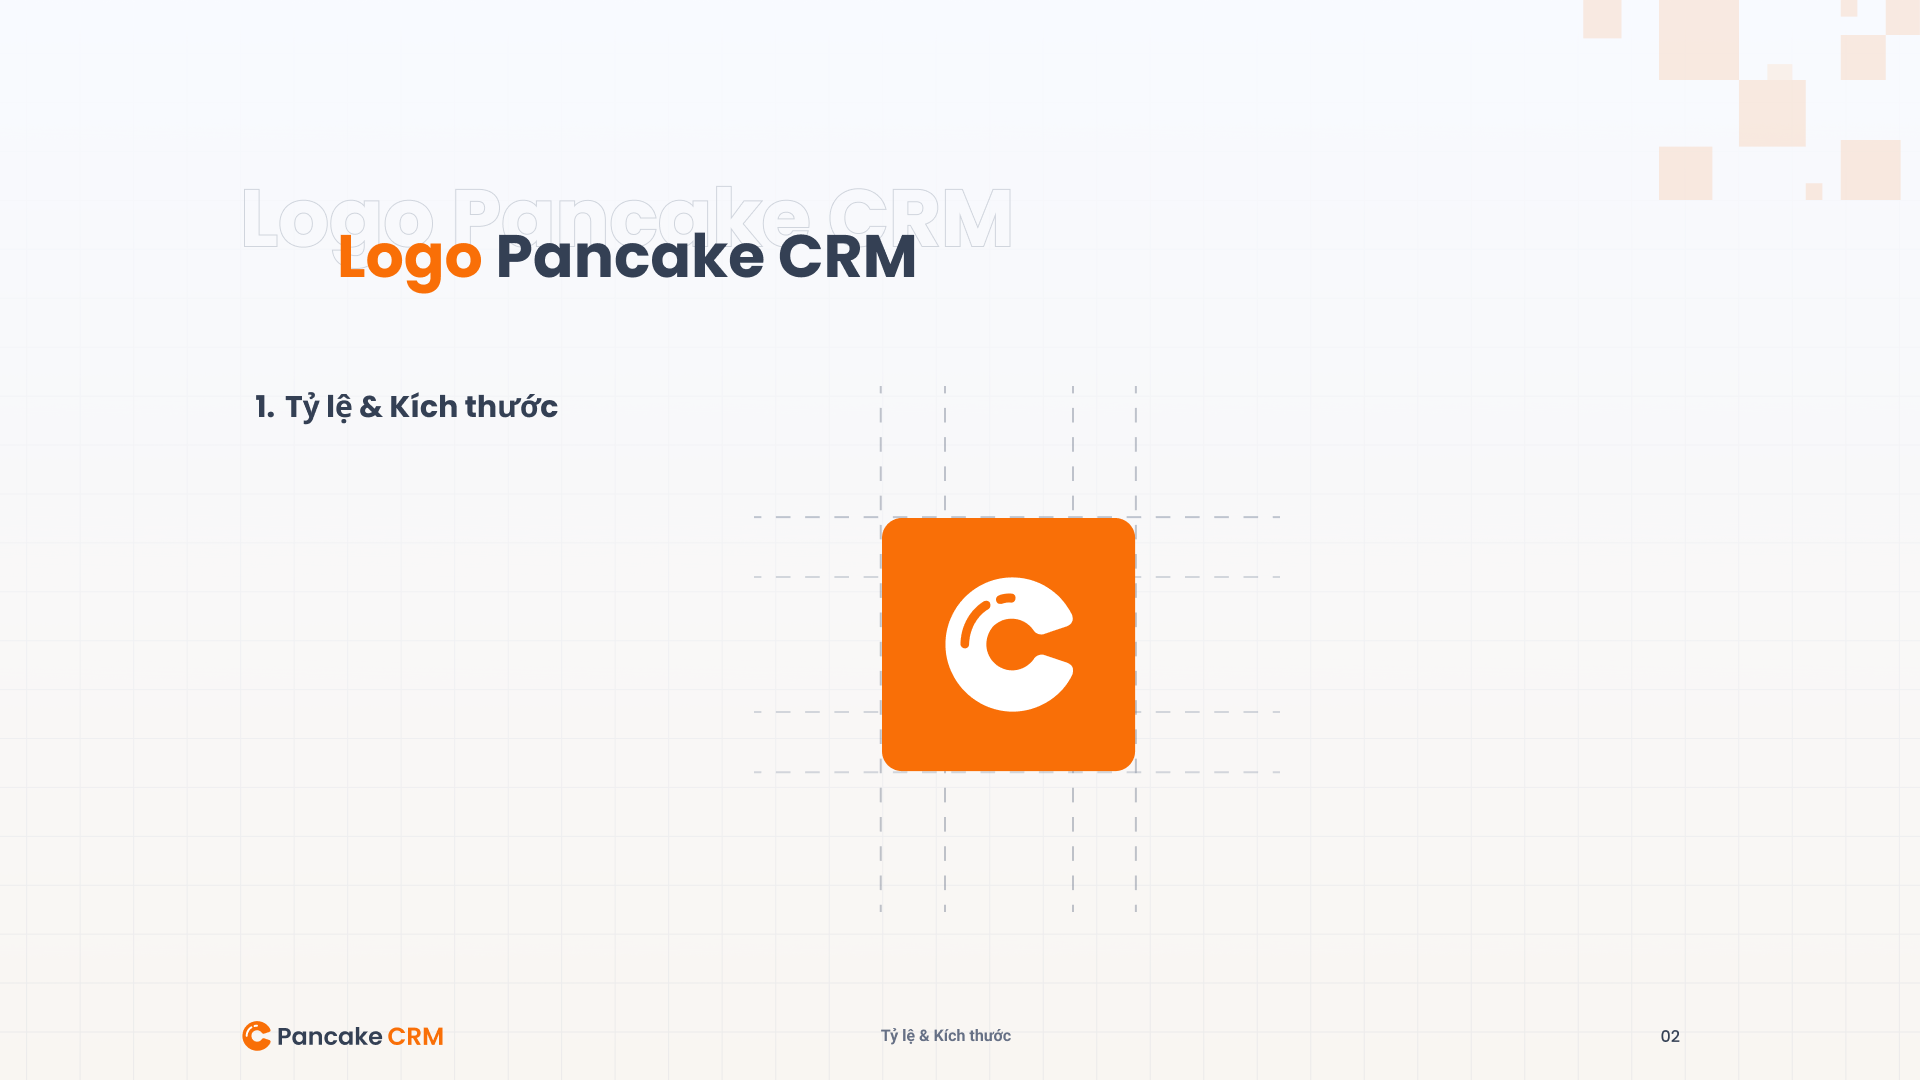 Logo Pancake CRM
Logo Pancake CRM
1. Tỷ lệ & Kích thước
Pancake CRM
Tỷ lệ & Kích thước
02